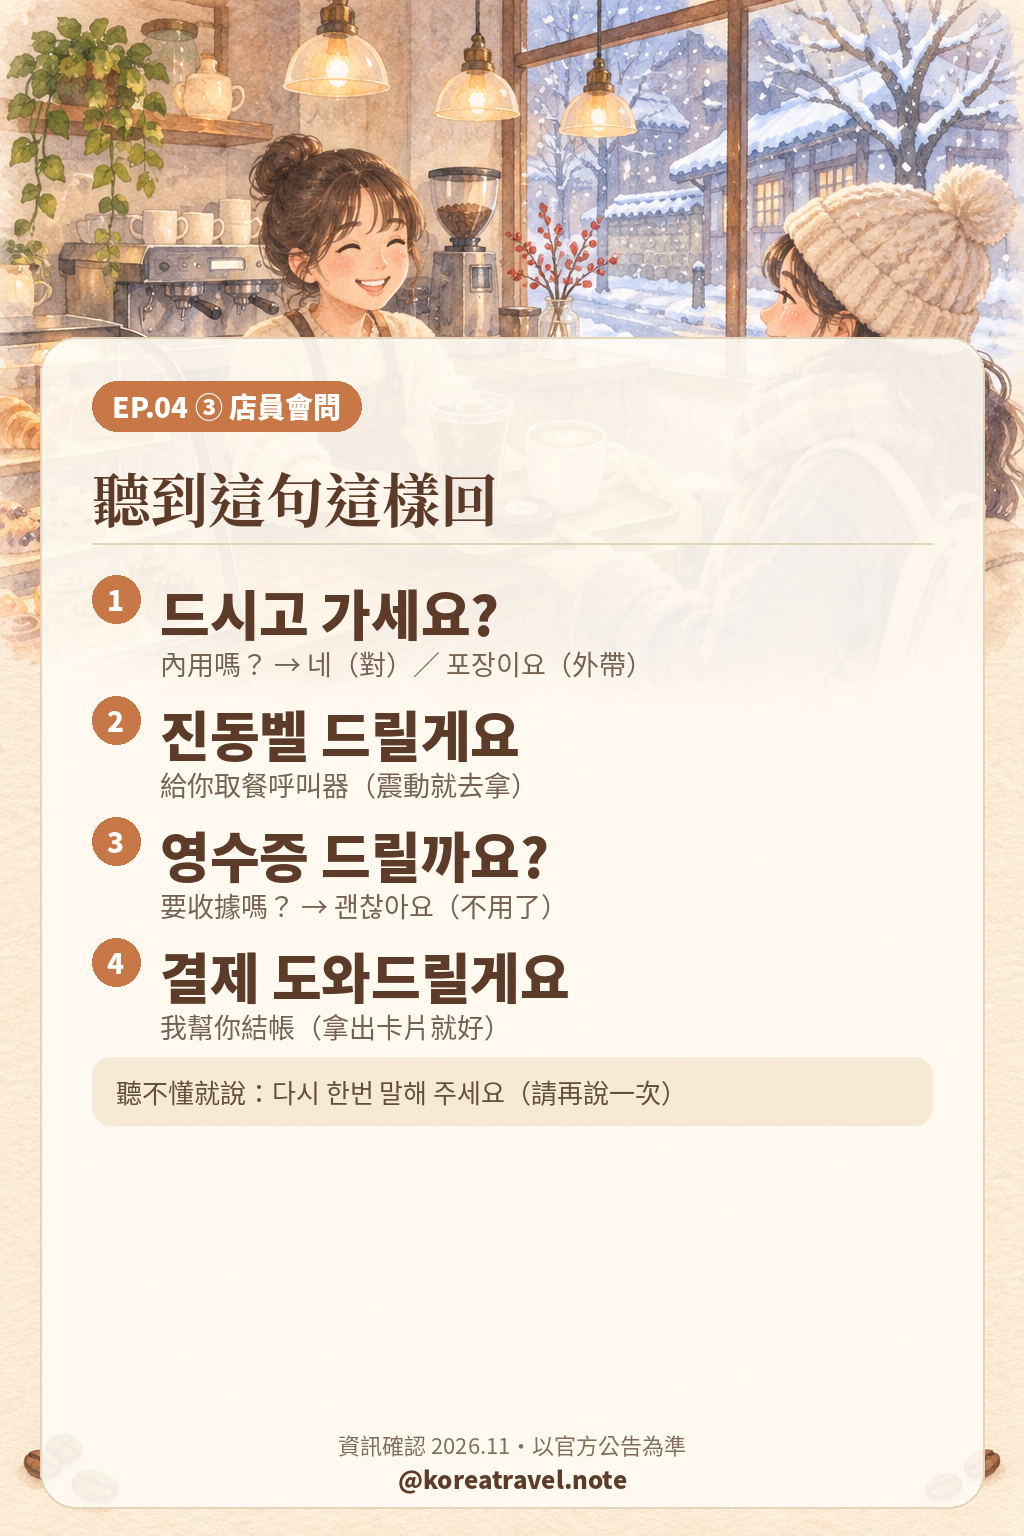 EP.04 ③ 店員會問
聽到這句這樣回
1 드시고 가세요?
內用嗎？ → 네（對）／ 포장이요（外帶）
2 진동벨 드릴게요
給你取餐呼叫器（震動就去拿）
3 영수증 드릴까요?
要收據嗎？ → 괜찮아요（不用了）
4 결제 도와드릴게요
我幫你結帳（拿出卡片就好）
聽不懂就說：다시 한번 말해 주세요（請再說一次）
資訊確認 2026.11・以官方公告為準
@koreatravel.note